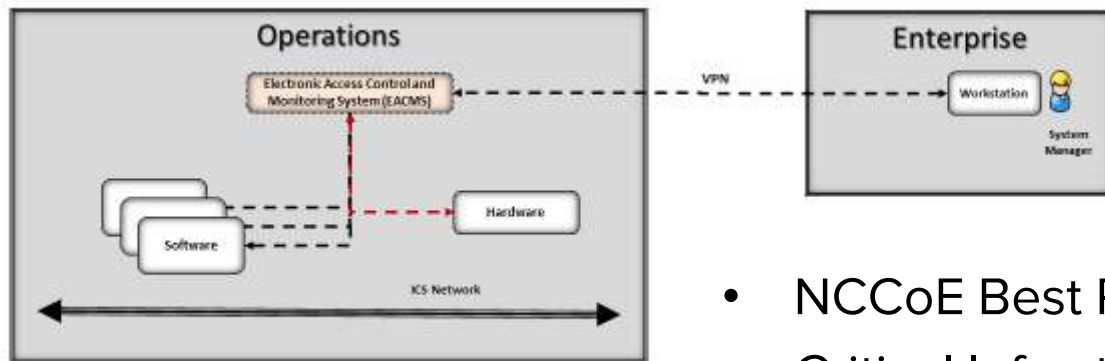 Operations
Electronic Access Control and
Monitoring System (EACMS)
Software
Hardware
ICS Network
VPN
Enterprise
Workstation
System
Manager
• NCCoE Best